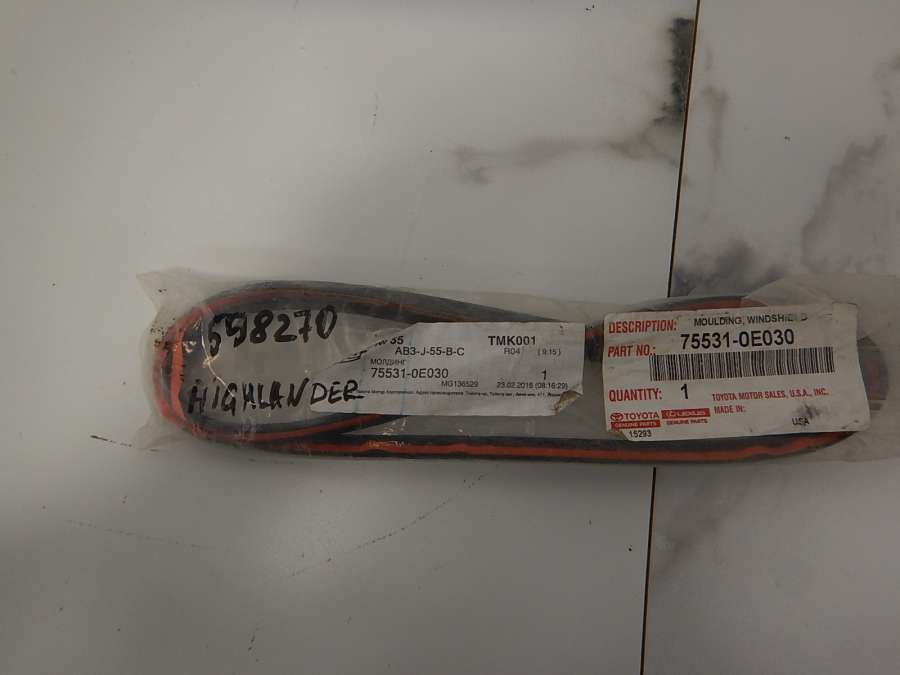 598270
HIGHLANDER
AB3-J-55-B-C
TMK001
R04 (9:15)
МОЛДИНГ
75531-0E030
1
MG136529
23.02.2016 (08:16:29)
DESCRIPTION: MOULDING, WINDSHIELD
PART NO.: 75531-0E030
QUANTITY: 1
TOYOTA MOTOR SALES, U.S.A., INC.
MADE IN:
USA
TOYOTA
GENUINE PARTS
LEXUS
GENUINE PARTS
15293